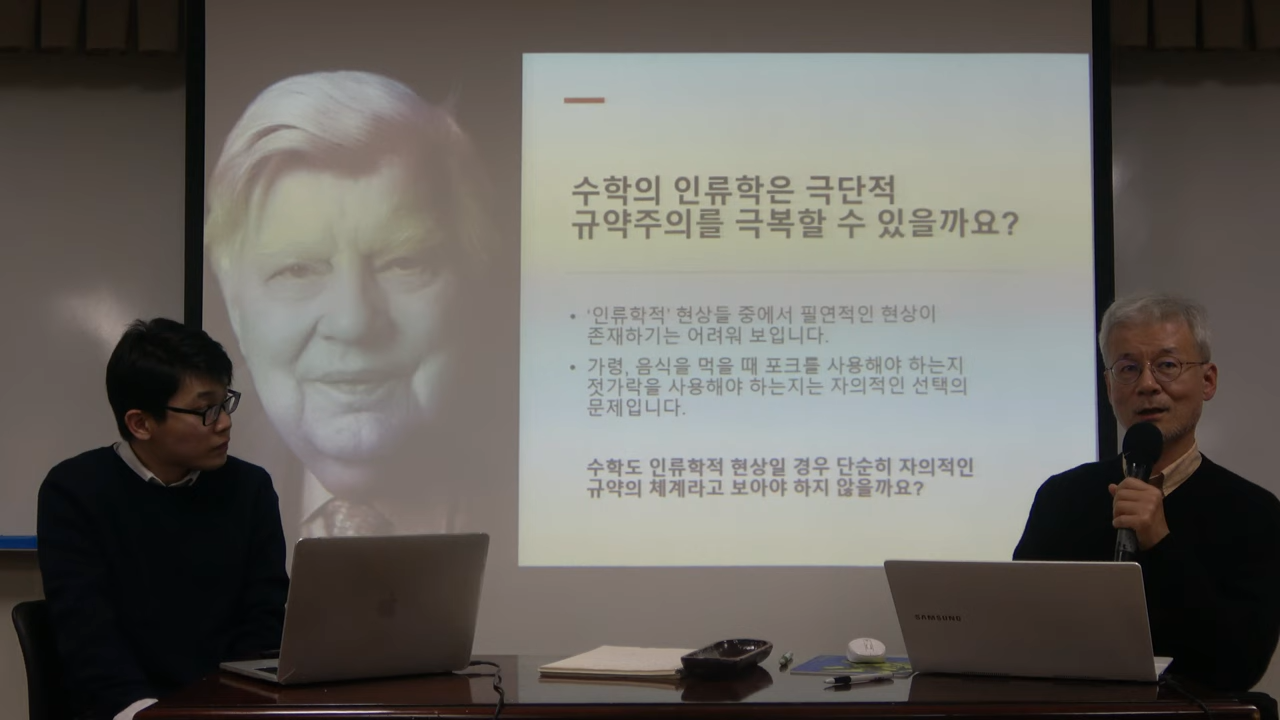 수학의 인류학은 극단적
규약주의를 극복할 수 있을까요?
• '인류학적' 현상들 중에서 필연적인 현상이
존재하기는 어려워 보입니다.
• 가령, 음식을 먹을 때 포크를 사용해야 하는지
젓가락을 사용해야 하는지는 자의적인 선택의
문제입니다.
수학도 인류학적 현상일 경우 단순히 자의적인
규약의 체계라고 보아야 하지 않을까요?
SAMSUNG